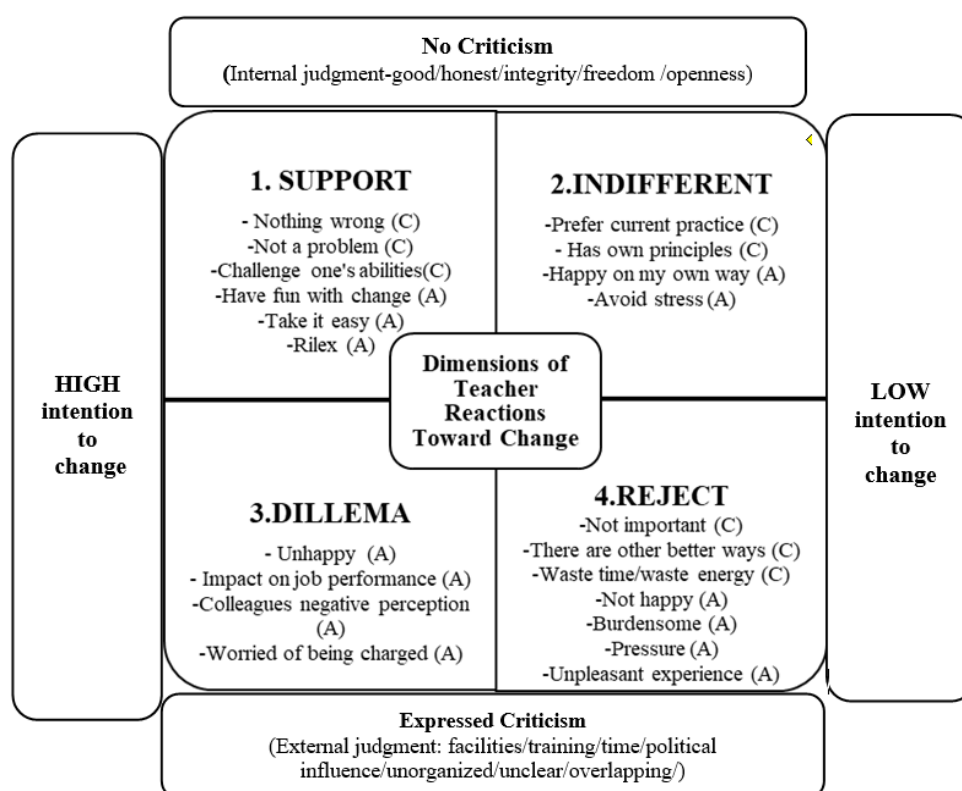 No Criticism
(Internal judgment-good/honest/integrity/freedom /openness)
HIGH
intention
to
change
1. SUPPORT
- Nothing wrong (C)
-Not a problem (C)
-Challenge one's abilities(C)
-Have fun with change (A)
-Take it easy (A)
-Rilex (A)
2.INDIFFERENT
-Prefer current practice (C)
- Has own principles (C)
-Happy on my own way (A)
-Avoid stress (A)
Dimensions of
Teacher
Reactions
Toward Change
LOW
intention
to
change
3.DILLEMA
- Unhappy (A)
- Impact on job performance (A)
-Colleagues negative perception
(A)
-Worried of being charged (A)
4.REJECT
-Not important (C)
-There are other better ways (C)
-Waste time/waste energy (C)
-Not happy (A)
-Burdensome (A)
-Pressure (A)
-Unpleasant experience (A)
Expressed Criticism
(External judgment: facilities/training/time/political
influence/unorganized/unclear/overlapping/)